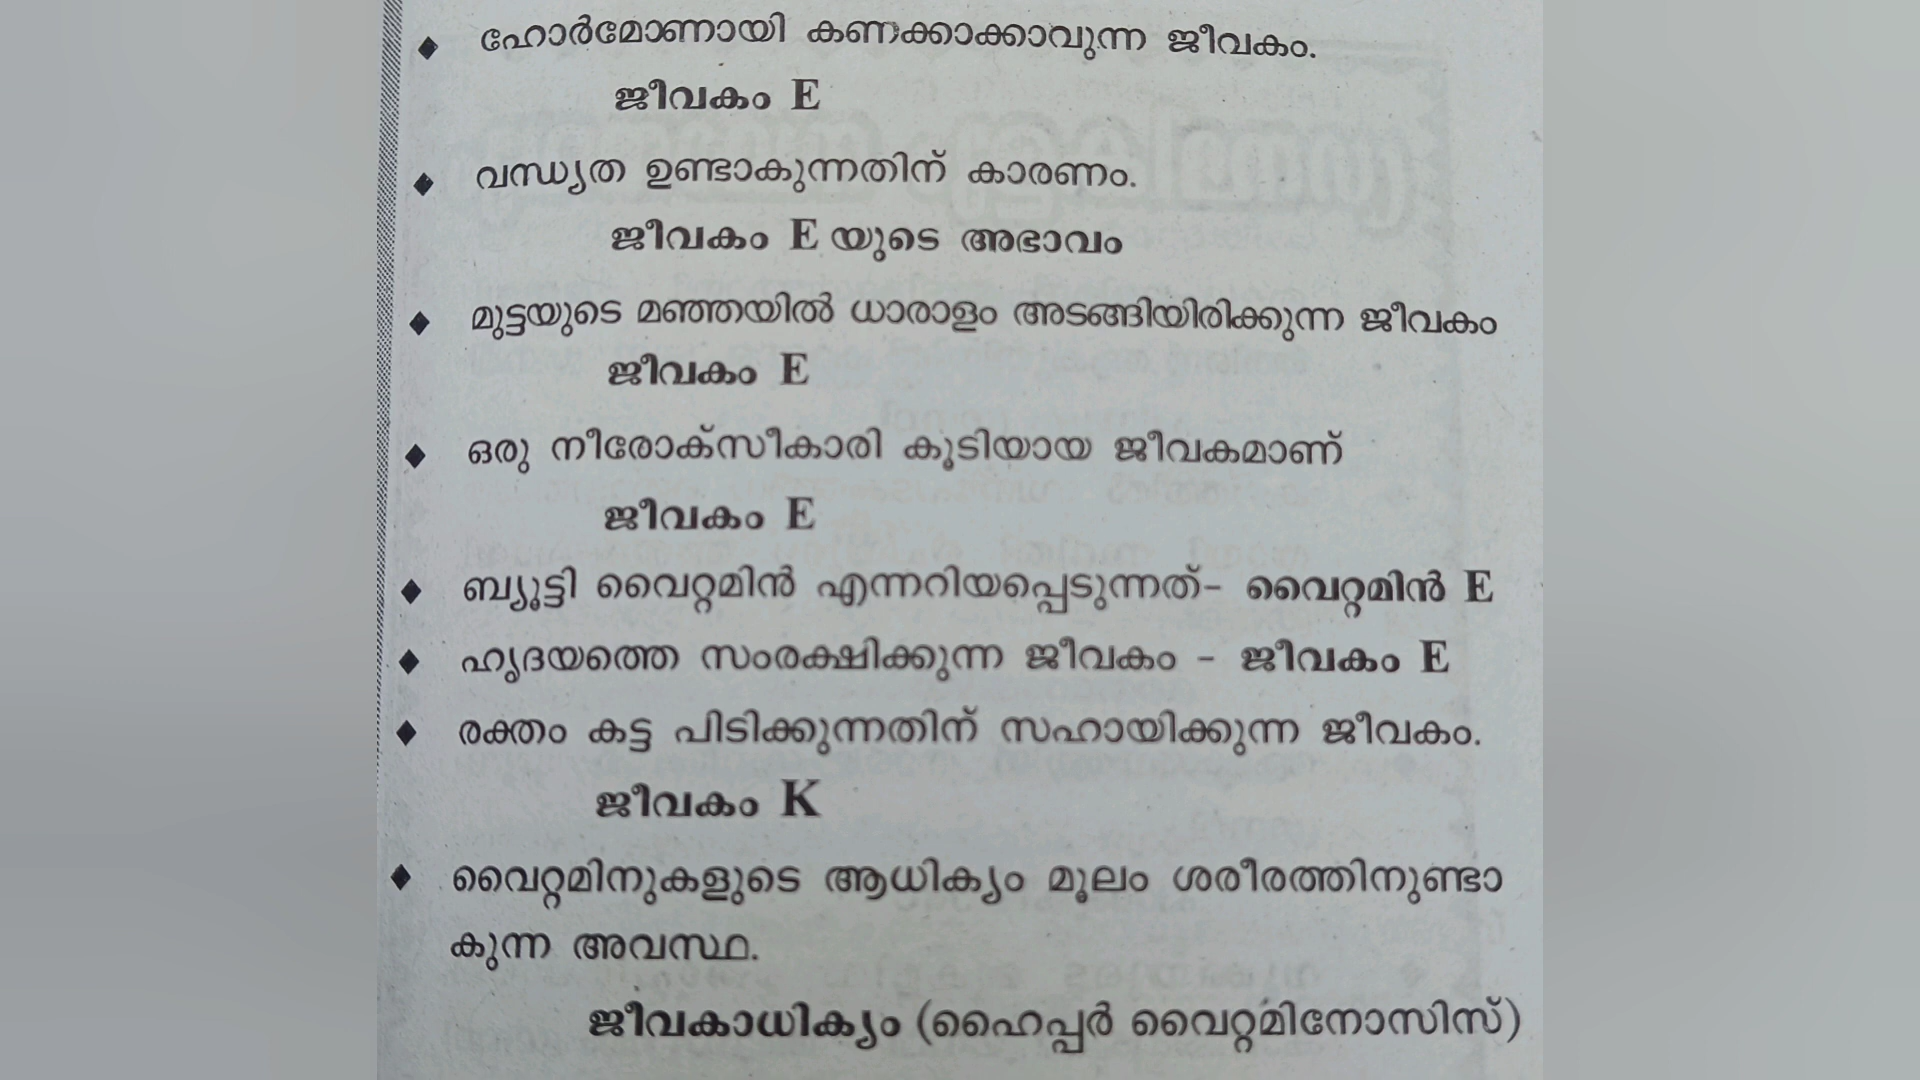 ◆ ഹോർമോണായി കണക്കാക്കാവുന്ന ജീവകം.
ജീവകം E
◆ വന്ധ്യത ഉണ്ടാകുന്നതിന് കാരണം.
ജീവകം E യുടെ അഭാവം
◆ മുട്ടയുടെ മഞ്ഞയിൽ ധാരാളം അടങ്ങിയിരിക്കുന്ന ജീവകം
ജീവകം E
◆ ഒരു നീരോക്സീകാരി കൂടിയായ ജീവകമാണ്
ജീവകം E
◆ ബ്യൂട്ടി വൈറ്റമിൻ എന്നറിയപ്പെടുന്നത്- വൈറ്റമിൻ E
◆ ഹൃദയത്തെ സംരക്ഷിക്കുന്ന ജീവകം - ജീവകം E
◆ രക്തം കട്ട പിടിക്കുന്നതിന് സഹായിക്കുന്ന ജീവകം.
ജീവകം K
◆ വൈറ്റമിനുകളുടെ ആധിക്യം മൂലം ശരീരത്തിനുണ്ടാ
കുന്ന അവസ്ഥ.
ജീവകാധിക്യം (ഹൈപ്പർ വൈറ്റമിനോസിസ്)